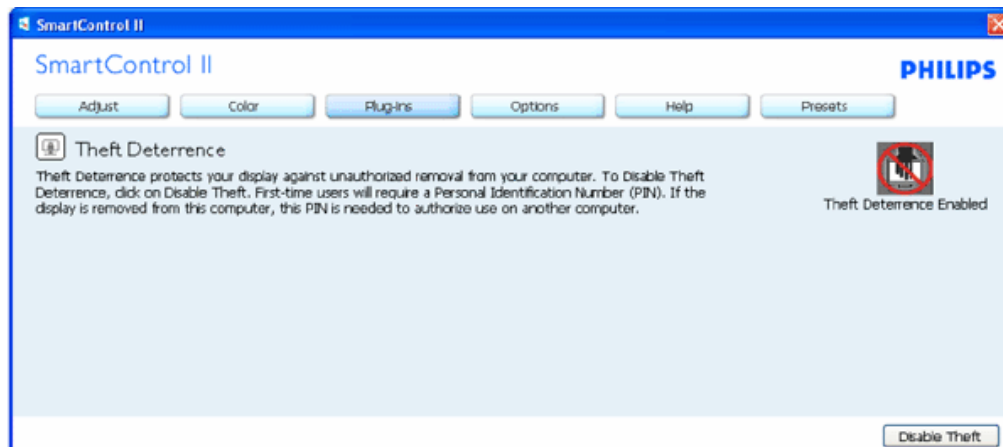 SmartControl II
SmartControl II
PHILIPS
Adjust Color Plug-Ins Options Help Presets
Theft Deterrence
Theft Deterrence protects your display against unauthorized removal from your computer. To Disable Theft
Deterrence, click on Disable Theft. First-time users will require a Personal Identification Number (PIN). If the
display is removed from this computer, this PIN is needed to authorize use on another computer.
Theft Deterrence Enabled
Disable Theft